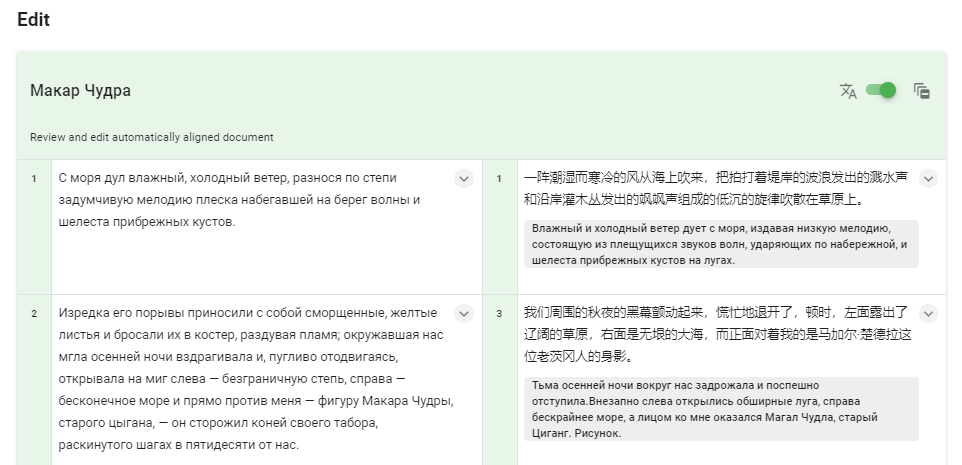 Edit
Макар Чудра
Review and edit automatically aligned document
1
С моря дул влажный, холодный ветер, разнося по степи
задумчивую мелодию плеска набегавшей на берег волны и
шелеста прибрежных кустов.
1
一阵潮湿而寒冷的风从海上吹来，把拍打着堤岸的波浪发出的溅水声
和沿岸灌木丛发出的飒飒声组成的低沉的旋律吹散在草原上。
Влажный и холодный ветер дует с моря, издавая низкую мелодию,
состоящую из плещущихся звуков волн, ударяющих по набережной, и
шелеста прибрежных кустов на лугах.
2
Изредка его порывы приносили с собой сморщенные, желтые
листья и бросали их в костер, раздувая пламя; окружавшая нас
мгла осенней ночи вздрагивала и, пугливо отодвигаясь,
открывала на миг слева — безграничную степь, справа —
бесконечное море и прямо против меня — фигуру Макара Чудры,
старого цыгана, — он сторожил коней своего табора,
раскинутого шагах в пятидесяти от нас.
3
我们周围的秋夜的黑幕颤动起来，慌忙地退开了，顿时，左面露出了
辽阔的草原，右面是无垠的大海，而正面对着我的是马加尔·楚德拉这
位老茨冈人的身影。
Тьма осенней ночи вокруг нас задрожала и поспешно
отступила.Внезапно слева открылись обширные луга, справа
бескрайнее море, а лицом ко мне оказался Магал Чудла, старый
Циганг. Рисунок.